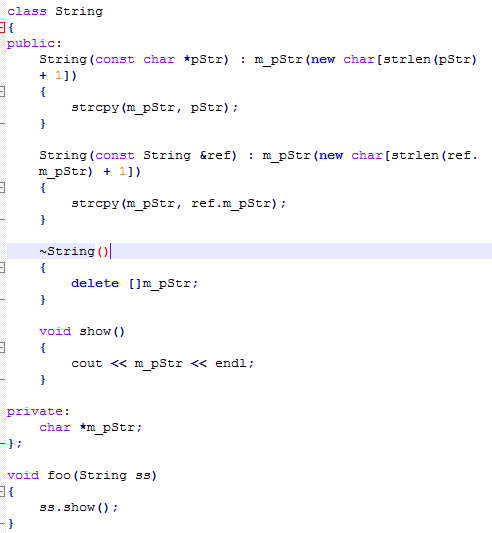 class String
{
public:
    String(const char *pStr) : m_pStr(new char[strlen(pStr)
    + 1])
    {
        strcpy(m_pStr, pStr);
    }

    String(const String &ref) : m_pStr(new char[strlen(ref.
    m_pStr) + 1])
    {
        strcpy(m_pStr, ref.m_pStr);
    }

    ~String()
    {
        delete []m_pStr;
    }

    void show()
    {
        cout << m_pStr << endl;
    }

private:
    char *m_pStr;
};

void foo(String ss)
{
    ss.show();
}